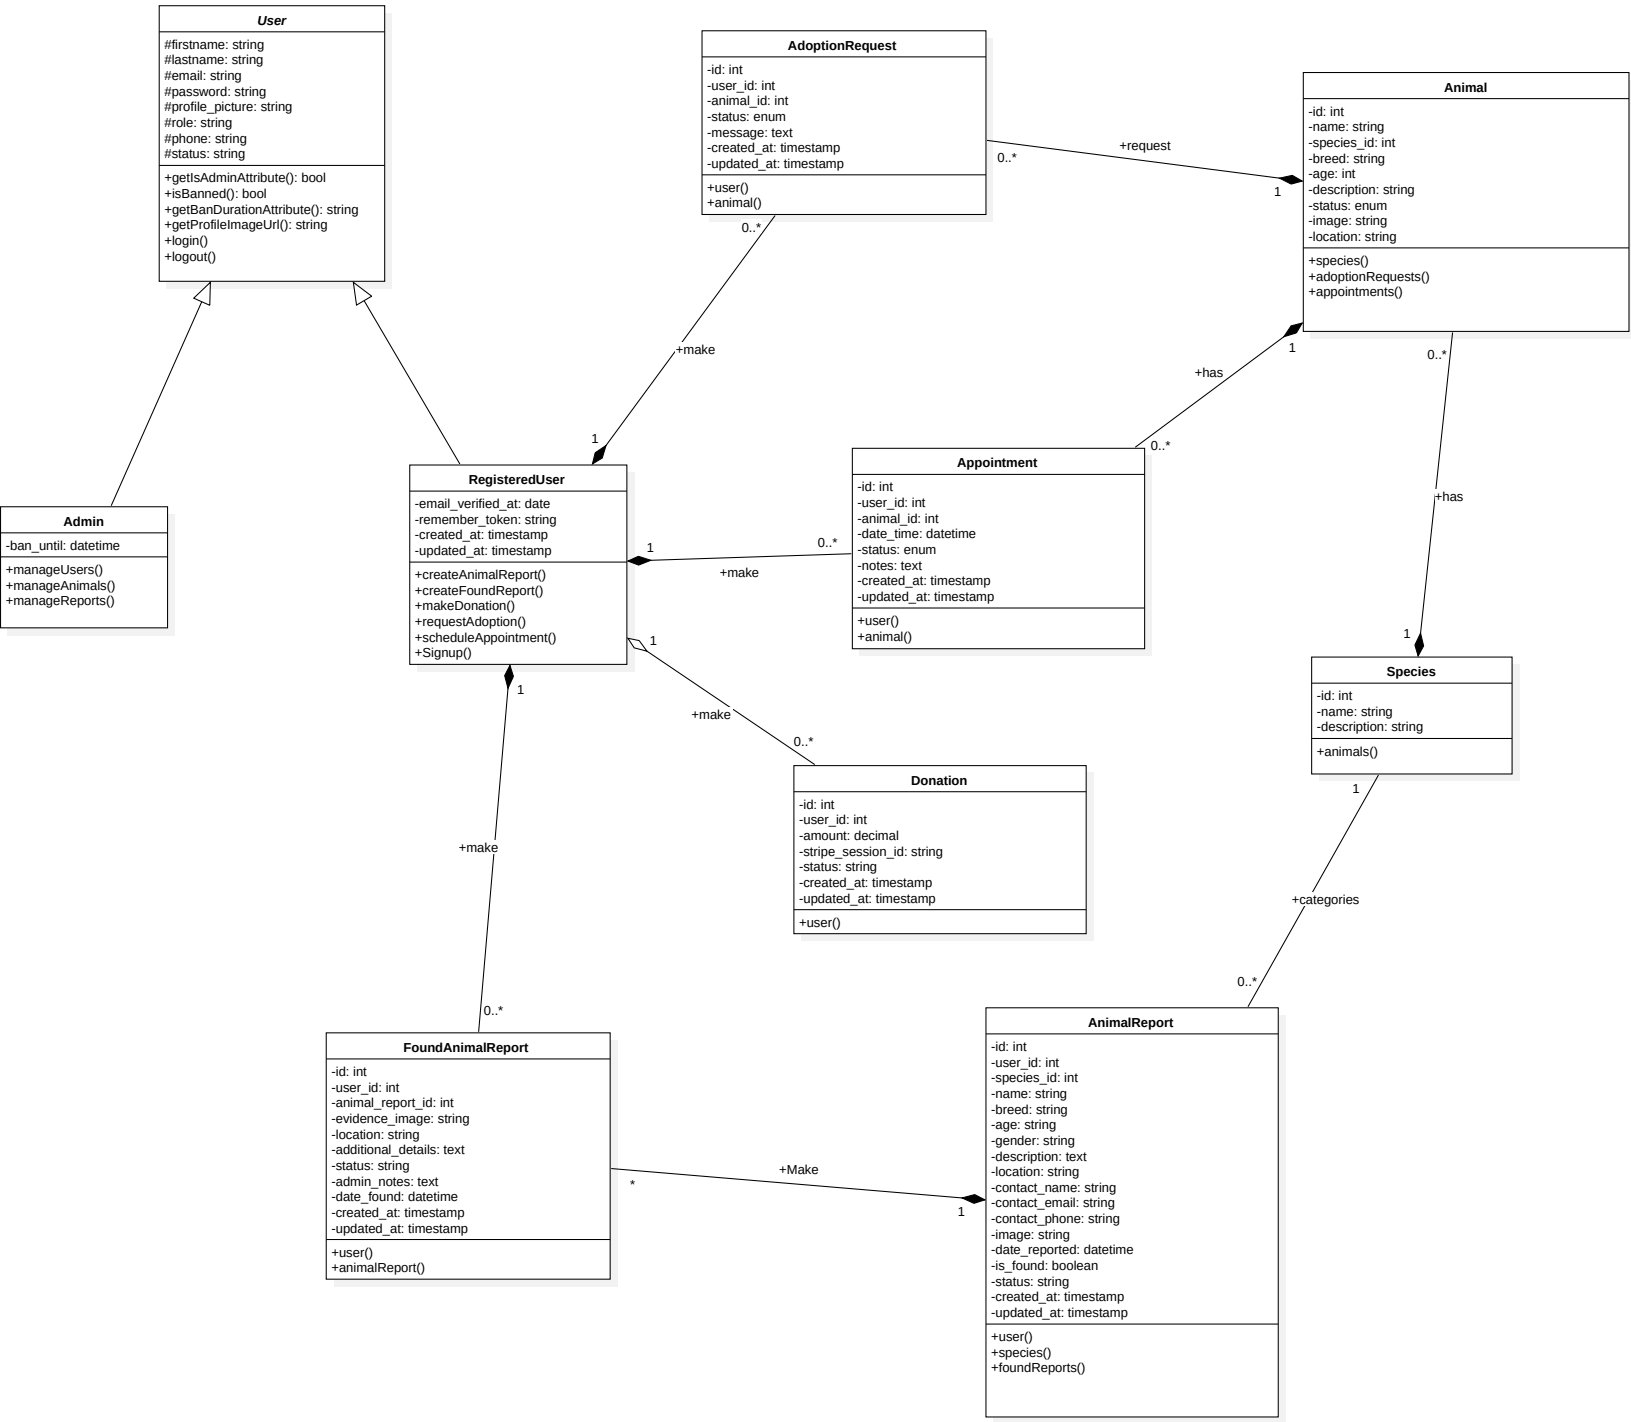 User
#firstname: string
#lastname: string
#email: string
#password: string
#profile_picture: string
#role: string
#phone: string
#status: string
+getIsAdminAttribute(): bool
+isBanned(): bool
+getBanDurationAttribute(): string
+getProfileImageUrl(): string
+login()
+logout()
AdoptionRequest
-id: int
-user_id: int
-animal_id: int
-status: enum
-message: text
-created_at: timestamp
-updated_at: timestamp
+user()
+animal()
0..*
+request
1
0..*
+make
1
Animal
-id: int
-name: string
-species_id: int
-breed: string
-age: int
-description: string
-status: enum
-image: string
-location: string
+species()
+adoptionRequests()
+appointments()
1
+has
0..*
0..*
+has
1
Admin
-ban_until: datetime
+manageUsers()
+manageAnimals()
+manageReports()
RegisteredUser
-email_verified_at: date
-remember_token: string
-created_at: timestamp
-updated_at: timestamp
+createAnimalReport()
+createFoundReport()
+makeDonation()
+requestAdoption()
+scheduleAppointment()
+Signup()
1
+make
0..*
Appointment
-id: int
-user_id: int
-animal_id: int
-date_time: datetime
-status: enum
-notes: text
-created_at: timestamp
-updated_at: timestamp
+user()
+animal()
1
+make
0..*
Species
-id: int
-name: string
-description: string
+animals()
1
+categories
0..*
Donation
-id: int
-user_id: int
-amount: decimal
-stripe_session_id: string
-status: string
-created_at: timestamp
-updated_at: timestamp
+user()
1
+make
0..*
FoundAnimalReport
-id: int
-user_id: int
-animal_report_id: int
-evidence_image: string
-location: string
-additional_details: text
-status: string
-admin_notes: text
-date_found: datetime
-created_at: timestamp
-updated_at: timestamp
+user()
+animalReport()
*
+Make
1
AnimalReport
-id: int
-user_id: int
-species_id: int
-name: string
-breed: string
-age: string
-gender: string
-description: text
-location: string
-contact_name: string
-contact_email: string
-contact_phone: string
-image: string
-date_reported: datetime
-is_found: boolean
-status: string
-created_at: timestamp
-updated_at: timestamp
+user()
+species()
+foundReports()